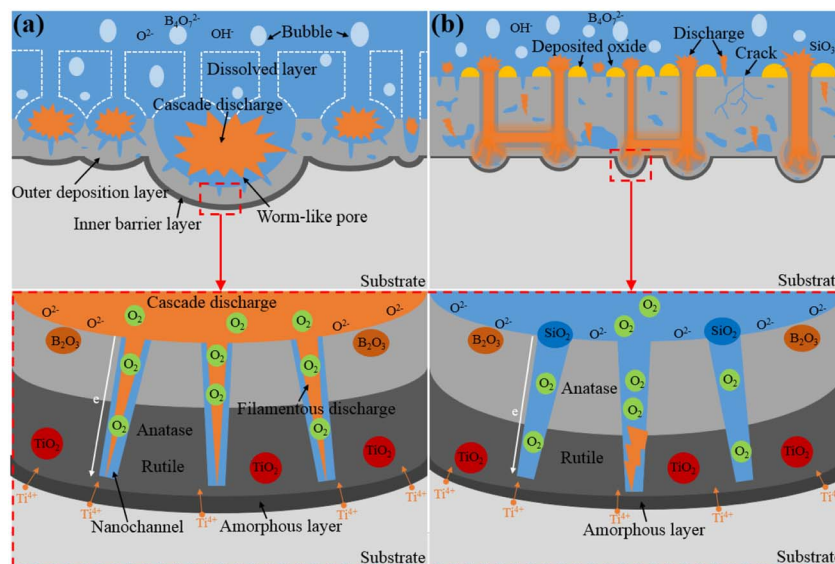 (a)
B₄O₇²⁻
O²⁻
OH⁻
Bubble
Dissolved layer
Cascade discharge
Outer deposition layer
Inner barrier layer
Worm-like pore
Substrate
(b)
B₄O₇²⁻
OH⁻
Deposited oxide
Discharge
Crack
SiO₃
Substrate
Cascade discharge
O²⁻
O²⁻
O₂
O₂
O₂
O²⁻
O²⁻
B₂O₃
B₂O₃
O₂
O₂
O₂
e
Filamentous discharge
O₂
O₂
Anatase
Rutile
TiO₂
TiO₂
TiO₂
Ti⁴⁺
Ti⁴⁺
Ti⁴⁺
Ti⁴⁺
Ti⁴⁺
Nanochannel
Amorphous layer
Substrate
O²⁻
O²⁻
O₂
O₂
O²⁻
O²⁻
O²⁻
B₂O₃
SiO₂
SiO₂
B₂O₃
O₂
O₂
O₂
O₂
e
Anatase
O₂
O₂
Rutile
TiO₂
TiO₂
TiO₂
Ti⁴⁺
Ti⁴⁺
Ti⁴⁺
Ti⁴⁺
Ti⁴⁺
Amorphous layer
Substrate